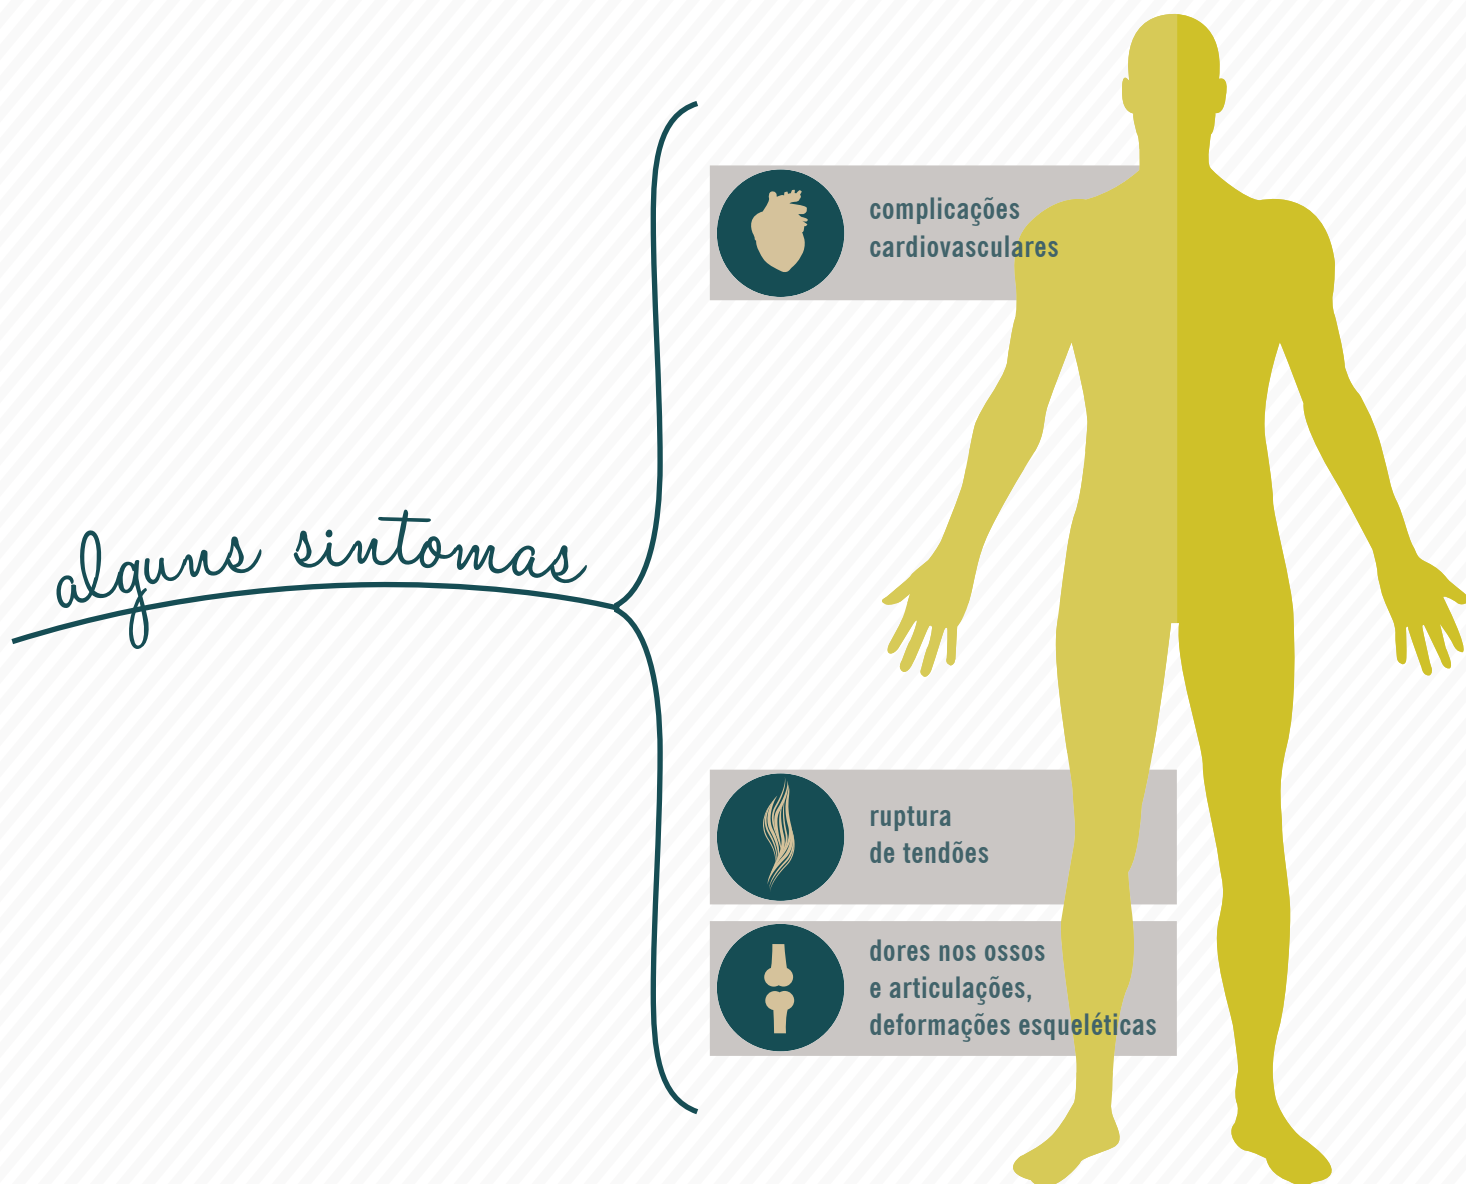 alguns sintomas
complicações
cardiovasculares
ruptura
de tendões
dores nos ossos
e articulações,
deformações esqueléticas